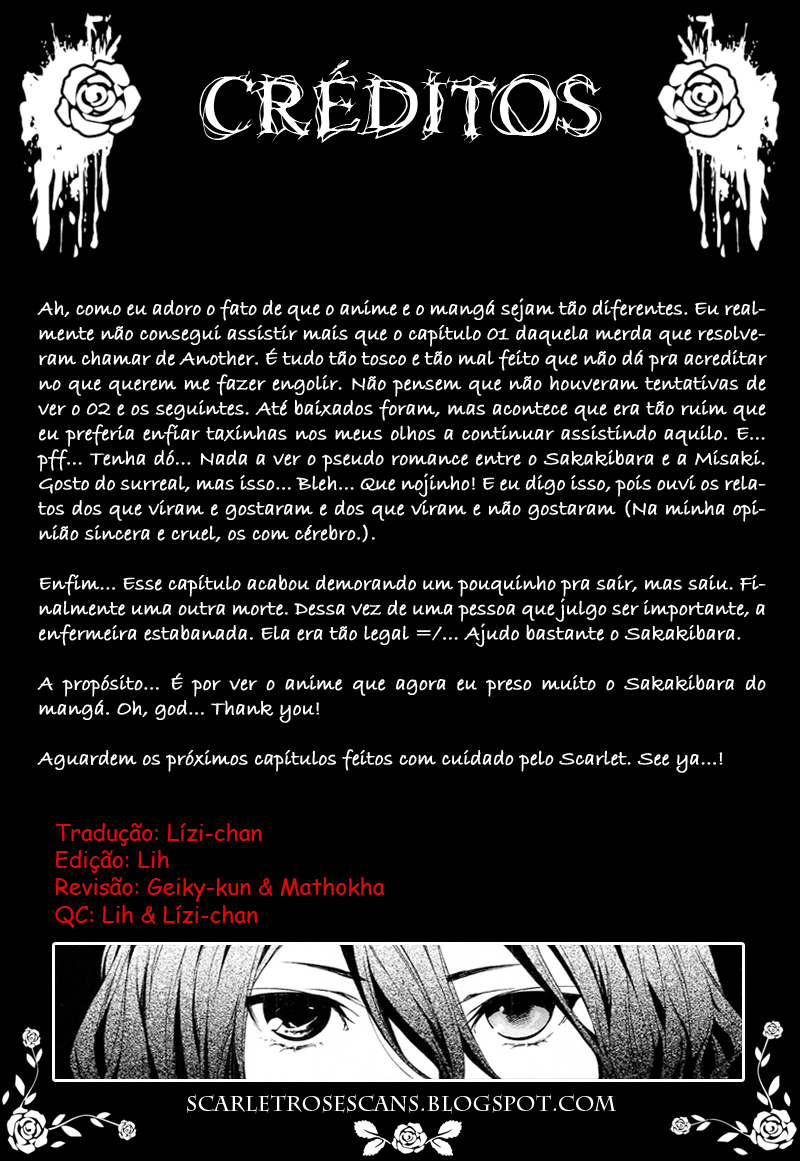 CRÉDITOS
Ah, como eu adoro o fato de que o anime e o mangá sejam tão diferentes. Eu real-
mente não consegui assistir mais que o capítulo 01 daquela merda que resolve-
ram chamar de Another. É tudo tão tosco e tão mal feito que não dá pra acreditar
no que querem me fazer engolir. Não pensem que não houveram tentativas de
ver o 02 e os seguintes. Até baixados foram, mas acontece que era tão ruim que
eu preferia enfiar taxinhas nos meus olhos a continuar assistindo aquilo. E...
pff... Tenha dó... Nada a ver o pseudo romance entre o Sakakibara e a Misaki.
Gosto do surreal, mas isso... Bleh... Que nojinho! E eu digo isso, pois ouvi os rela-
tos dos que viram e gostaram e dos que viram e não gostaram (Na minha opi-
nião sincera e cruel, os com cérebro.).
Enfim... Esse capítulo acabou demorando um pouquinho pra sair, mas saiu. Fi-
nalmente uma outra morte. Dessa vez de uma pessoa que julgo ser importante, a
enfermeira estabanada. Ela era tão legal =/... Ajudo bastante o Sakakibara.
A propósito... É por ver o anime que agora eu preso muito o Sakakibara do
mangá. Oh, god... Thank you!
Aguardem os próximos capítulos feitos com cuidado pelo Scarlet. See ya...!
Tradução: Lízi-chan
Edição: Lih
Revisão: Geiky-kun & Mathokha
QC: Lih & Lízi-chan
SCARLETROSESCANS.BLOGSPOT.COM